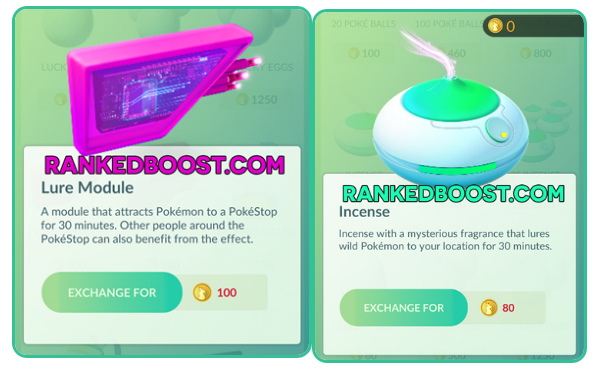 LUCK
Y EGGS
1250
RANKEDBOOST.COM
Lure Module
A module that attracts Pokémon to a PokéStop
for 30 minutes. Other people around the
PokéStop can also benefit from the effect.
EXCHANGE FOR
100
20 POKÉ BALLS
100 POKÉ BALLS
0
100
460
800
RANKEDBOOST.COM
Incense
Incense with a mysterious fragrance that lures
wild Pokémon to your location for 30 minutes.
EXCHANGE FOR
80
1250